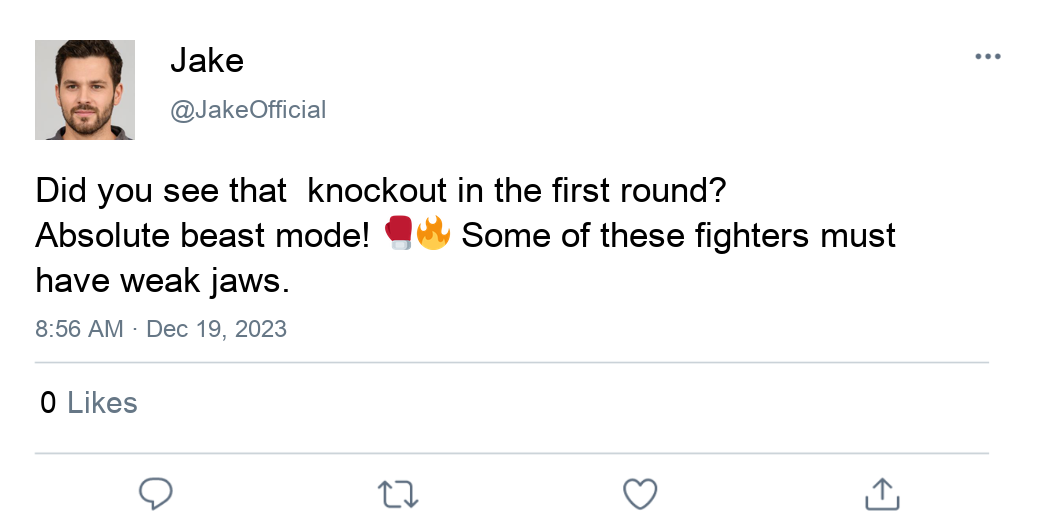 Jake
@JakeOfficial
Did you see that  knockout in the first round?
Absolute beast mode! 🥊🔥 Some of these fighters must
have weak jaws.
8:56 AM · Dec 19, 2023
0 Likes